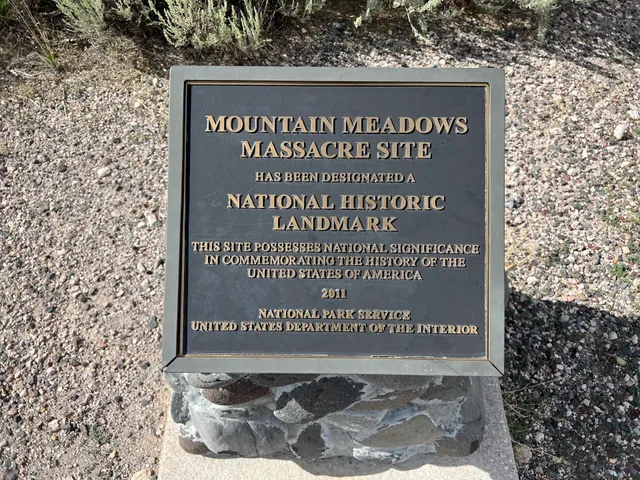 MOUNTAIN MEADOWS
MASSACRE SITE
HAS BEEN DESIGNATED A
NATIONAL HISTORIC
LANDMARK
THIS SITE POSSESSES NATIONAL SIGNIFICANCE
IN COMMEMORATING THE HISTORY OF THE
UNITED STATES OF AMERICA
2011
NATIONAL PARK SERVICE
UNITED STATES DEPARTMENT OF THE INTERIOR